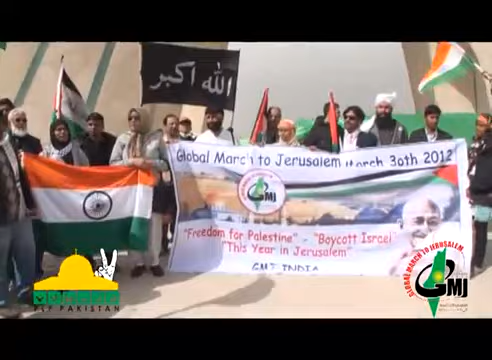 الله اكبر
Global March to Jerusalem March 30th 2012
GMJ
"Freedom for Palestine" - "Boycott Israel"
"This Year in Jerusalem"
GMJ INDIA
PSF PAKISTAN
GLOBAL MARCH TO JERUSALEM
GMJ